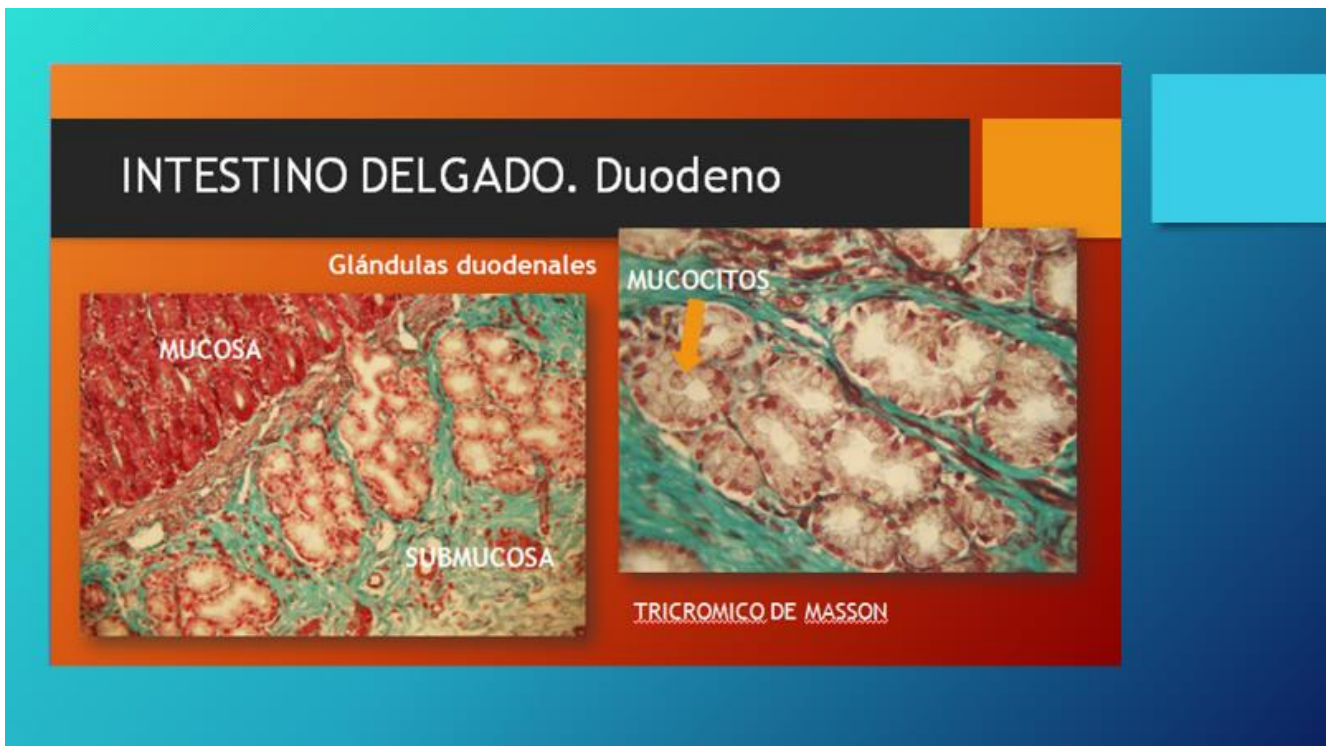 INTESTINO DELGADO. Duodeno
Glándulas duodenales
MUCOCITOS
MUCOSA
SUBMUCOSA
TRICROMICO DE MASSON